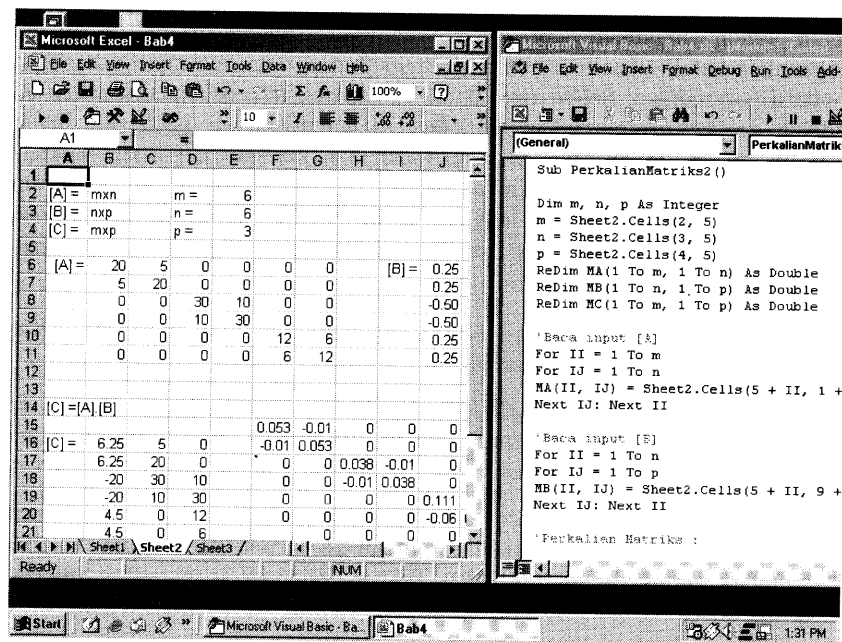 Microsoft Excel - Bab4
File Edit View Insert Format Tools Data Window Help
100%
10
A1 =
A B C D E F G H I J
1
2 [A] = mxn m = 6
3 [B] = nxp n = 6
4 [C] = mxp p = 3
5
6 [A] = 20 5 0 0 0 0 [B] = 0.25
7 5 20 0 0 0 0 0.25
8 0 0 30 10 0 0 -0.50
9 0 0 10 30 0 0 -0.50
10 0 0 0 0 12 6 0.25
11 0 0 0 0 6 12 0.25
12
13
14 [C] =[A].[B]
15 0.053 -0.01 0 0 0
16 [C] = 6.25 5 0 -0.01 0.053 0 0 0
17 6.25 20 0 0 0 0.038 -0.01 0
18 -20 30 10 0 0 -0.01 0.038 0
19 -20 10 30 0 0 0 0 0.111
20 4.5 0 12 0 0 0 0 -0.06
21 4.5 0 6 0 0 0 0
Sheet1 Sheet2 Sheet3
Ready NUM
Microsoft Visual Basic - Bab4
File Edit View Insert Format Debug Run Tools Add-
(General) PerkalianMatrik
Sub PerkalianMatriks2()
Dim m, n, p As Integer
m = Sheet2.Cells(2, 5)
n = Sheet2.Cells(3, 5)
p = Sheet2.Cells(4, 5)
ReDim MA(1 To m, 1 To n) As Double
ReDim MB(1 To n, 1 To p) As Double
ReDim MC(1 To m, 1 To p) As Double
'Baca input [A]
For II = 1 To m
For IJ = 1 To n
MA(II, IJ) = Sheet2.Cells(5 + II, 1 +
Next IJ: Next II
'Baca input [B]
For II = 1 To n
For IJ = 1 To p
MB(II, IJ) = Sheet2.Cells(5 + II, 9 +
Next IJ: Next II
'Perkalian Matriks :
Start Microsoft Visual Basic - Ba... Bab4 1:31 PM